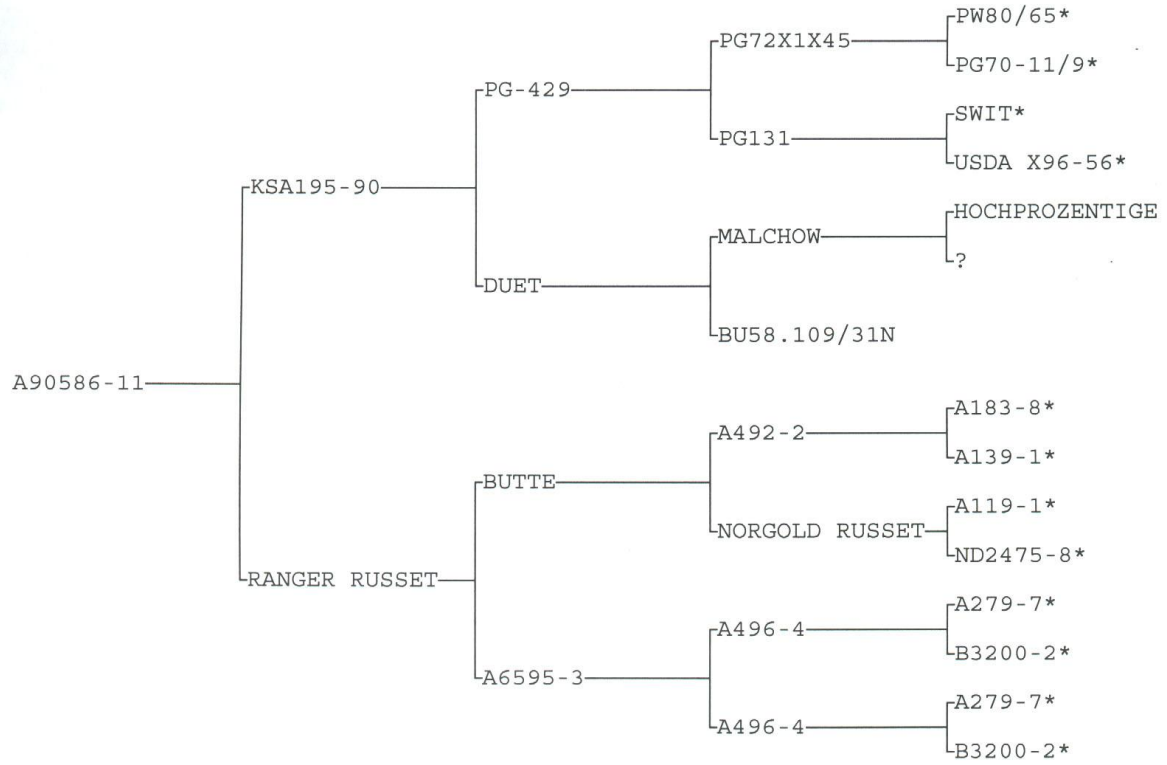 PW80/65*
PG72X1X45
PG70-11/9*
PG-429
SWIT*
PG131
USDA X96-56*
KSA195-90
HOCHPROZENTIGE
MALCHOW
?
DUET
BU58.109/31N
A90586-11
A183-8*
A492-2
A139-1*
BUTTE
A119-1*
NORGOLD RUSSET
ND2475-8*
RANGER RUSSET
A279-7*
A496-4
B3200-2*
A6595-3
A279-7*
A496-4
B3200-2*